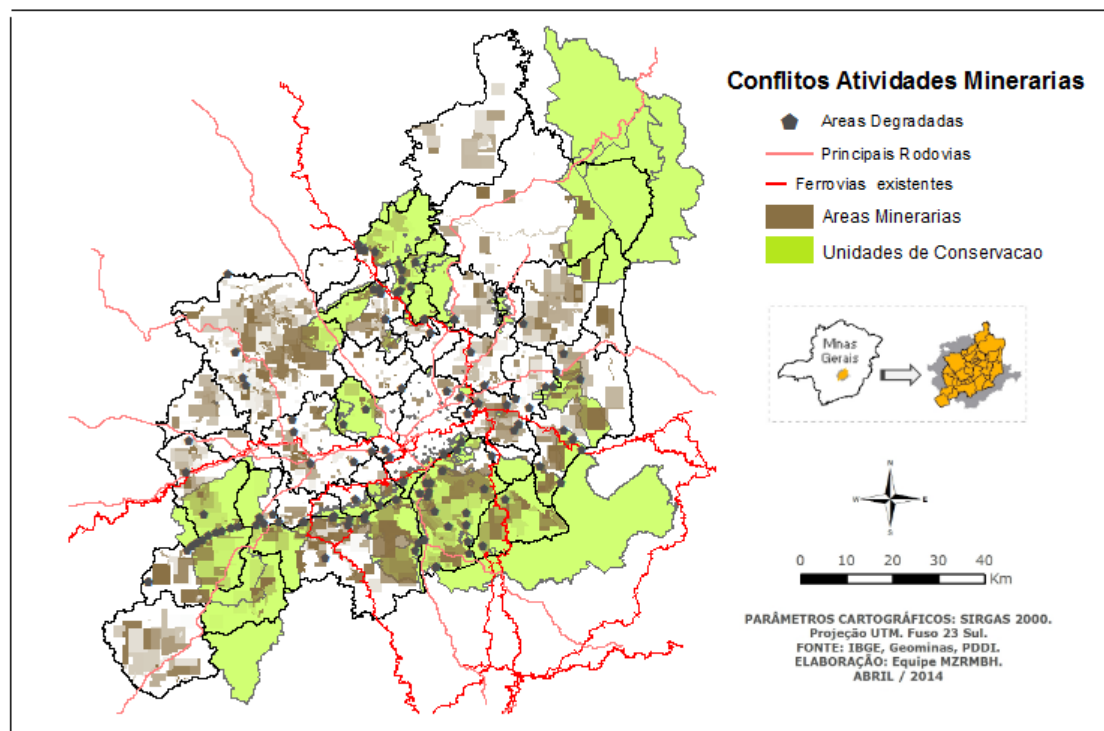 Conflitos Atividades Minerarias
Areas Degradadas
Principais Rodovias
Ferrovias existentes
Areas Minerarias
Unidades de Conservacao
Mnas
Gerais
N
W
E
S
0 10 20 30 40
Km
PARÂMETROS CARTOGRÁFICOS: SIRGAS 2000.
Projeção UTM. Fuso 23 Sul.
FONTE: IBGE, Geominas, PDDI.
ELABORAÇÃO: Equipe MZRMBH.
ABRIL / 2014